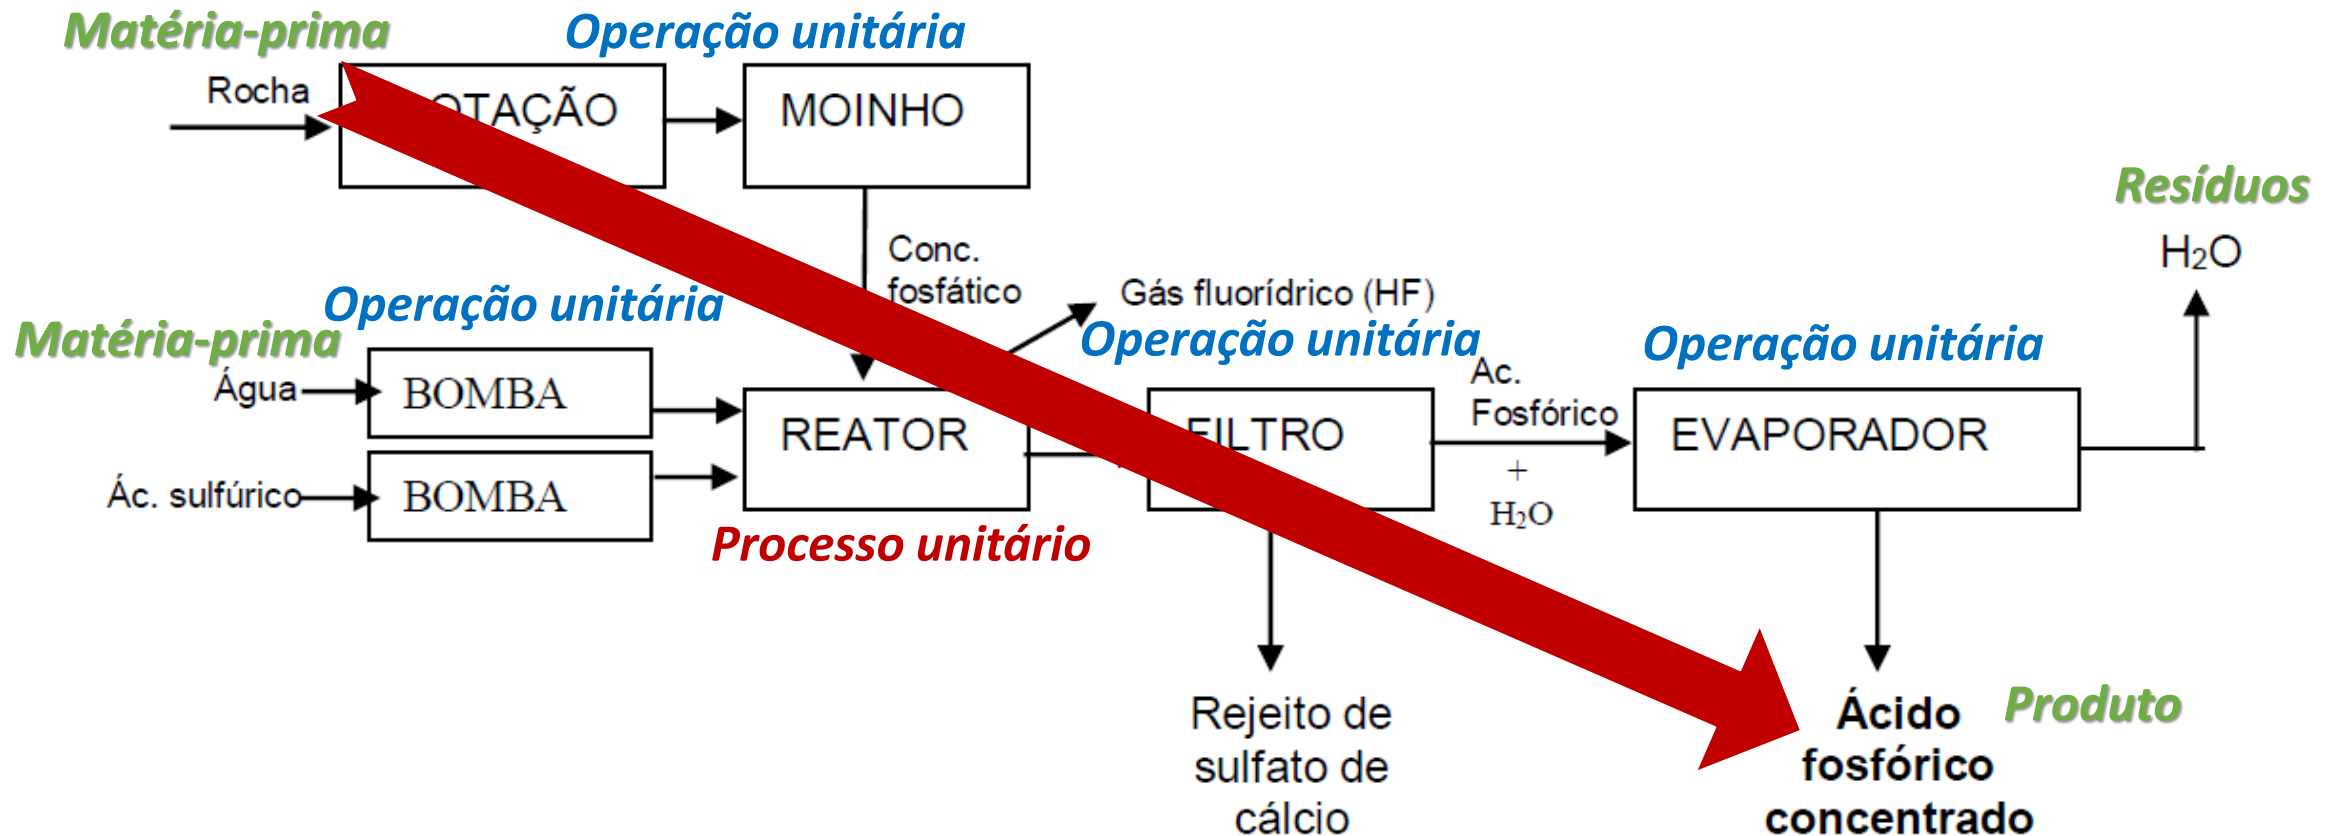 Matéria-prima
Operação unitária
Rocha
OTAÇÃO
MOINHO
Resíduos
H₂O
Conc.
fosfático
Gás fluorídrico (HF)
Operação unitária
Matéria-prima
Operação unitária
Operação unitária
Água
BOMBA
REATOR
FILTRO
Ac.
Fosfórico
+
H₂O
EVAPORADOR
Ác. sulfúrico
BOMBA
Processo unitário
Rejeito de
sulfato de
cálcio
Ácido
fosfórico
concentrado
Produto